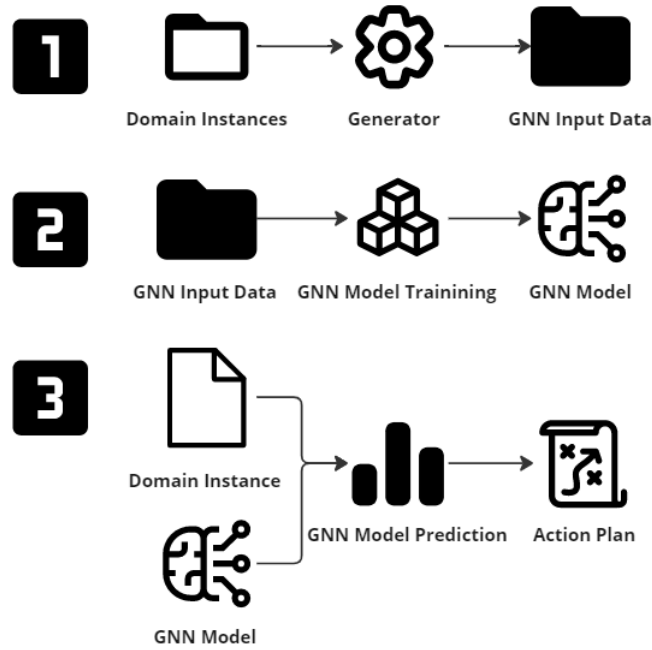 1
Domain Instances
Generator
GNN Input Data
2
GNN Input Data
GNN Model Trainining
GNN Model
3
Domain Instance
GNN Model Prediction
Action Plan
GNN Model